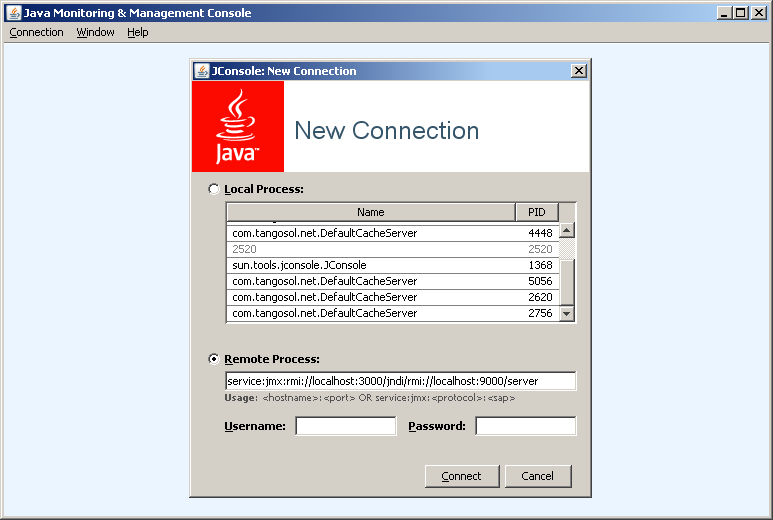 Java Monitoring & Management Console
Connection Window Help
JConsole: New Connection
Java™
New Connection
Local Process:
Name PID
com.tangosol.net.DefaultCacheServer 4448
2520 2520
sun.tools.jconsole.JConsole 1368
com.tangosol.net.DefaultCacheServer 5056
com.tangosol.net.DefaultCacheServer 2620
com.tangosol.net.DefaultCacheServer 2756
Remote Process:
service:jmx:rmi://localhost:3000/jndi/rmi://localhost:9000/server
Usage: <hostname>:<port> OR service:jmx:<protocol>:<sap>
Username: Password:
Connect Cancel